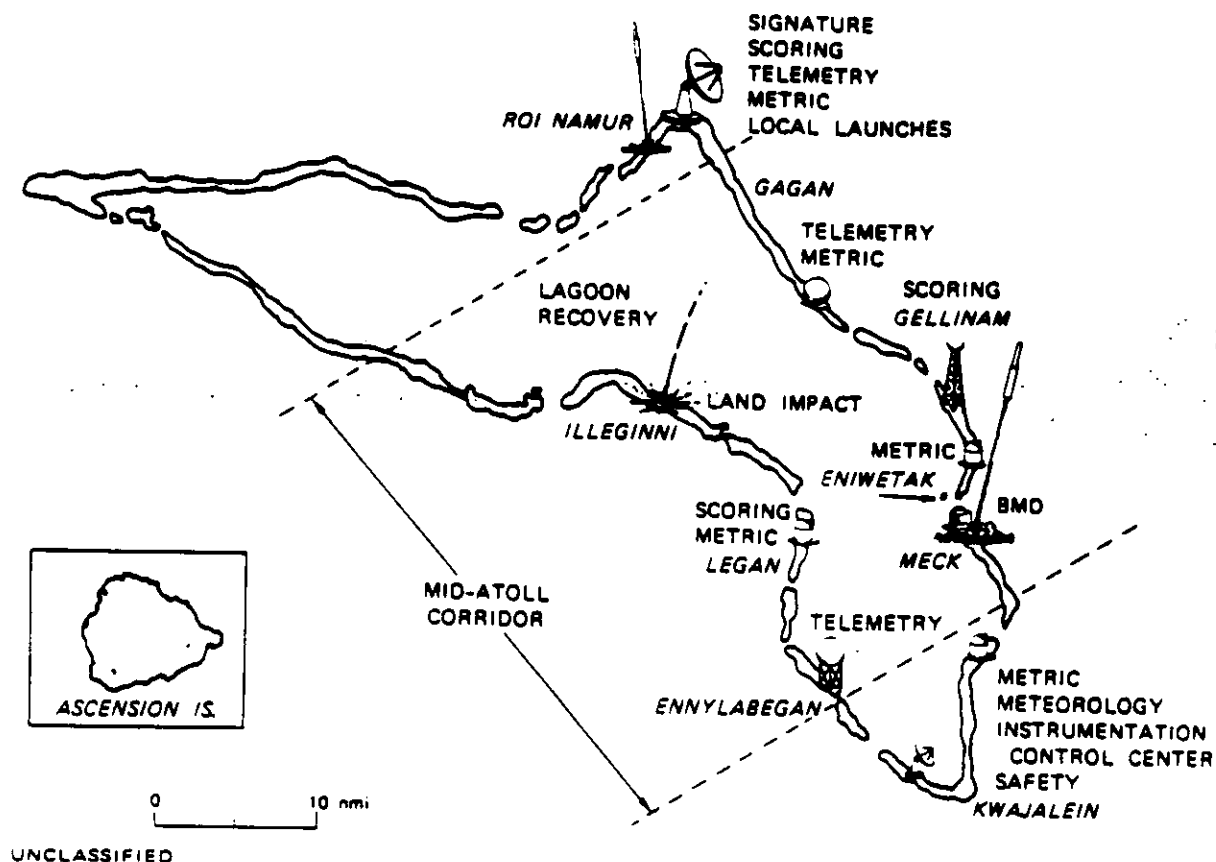 SIGNATURE
SCORING
TELEMETRY
METRIC
LOCAL LAUNCHES
ROI NAMUR
GAGAN
TELEMETRY
METRIC
LAGOON
RECOVERY
SCORING
GELLINAM
LAND IMPACT
ILLEGINNI
METRIC
ENIWETAK
BMD
MECK
SCORING
METRIC
LEGAN
MID-ATOLL
CORRIDOR
TELEMETRY
ENNYLABEGAN
METRIC
METEOROLOGY
INSTRUMENTATION
CONTROL CENTER
SAFETY
KWAJALEIN
ASCENSION IS.
0 10 nmi
UNCLASSIFIED